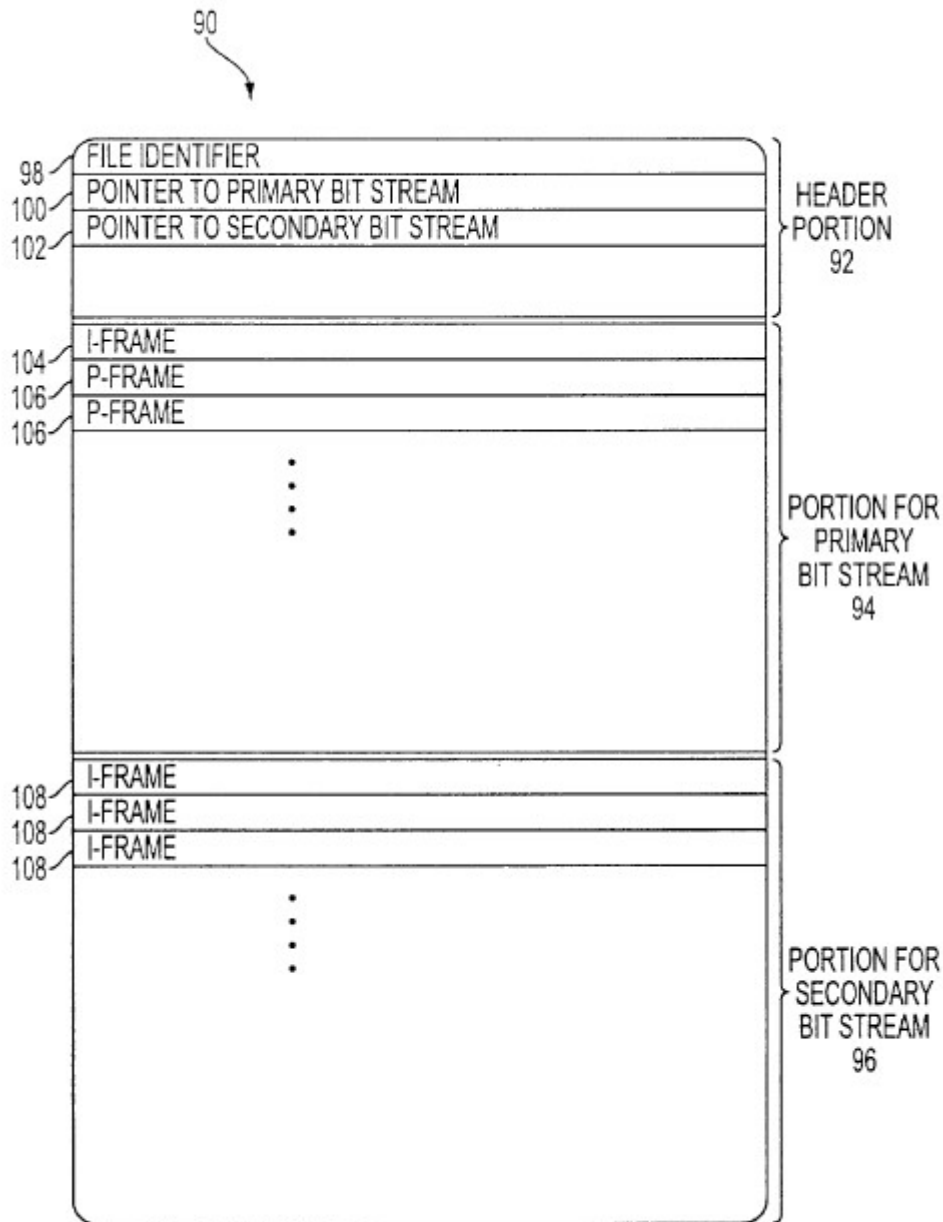 90
98 FILE IDENTIFIER
100 POINTER TO PRIMARY BIT STREAM
102 POINTER TO SECONDARY BIT STREAM
HEADER
PORTION
92
104 I-FRAME
106 P-FRAME
106 P-FRAME
PORTION FOR
PRIMARY
BIT STREAM
94
108 I-FRAME
108 I-FRAME
108 I-FRAME
PORTION FOR
SECONDARY
BIT STREAM
96